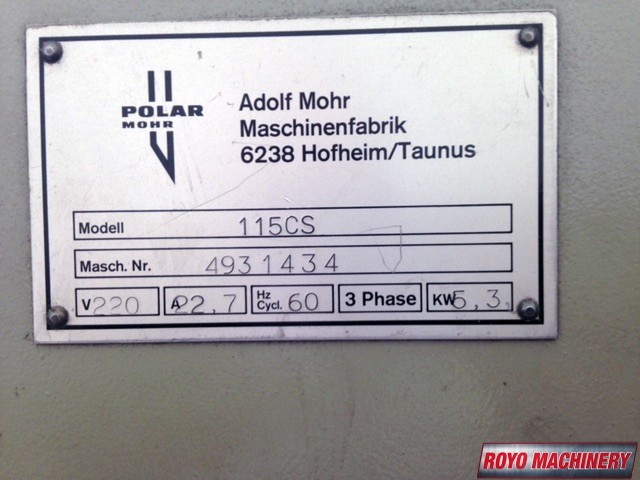 POLAR
MOHR
Adolf Mohr
Maschinenfabrik
6238 Hofheim/Taunus
Modell 115CS
Masch. Nr. 4931434
V 220 A 22,7 Hz Cycl. 60 3 Phase KW 5,3,
ROYO MACHINERY